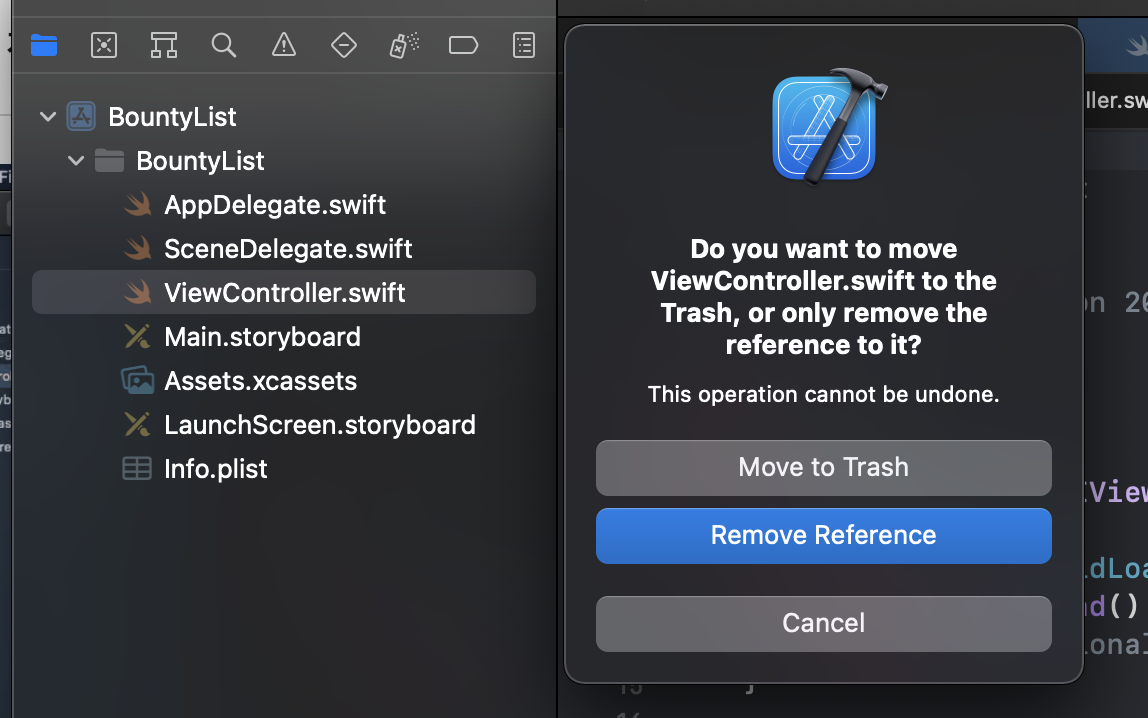 BountyList
BountyList
AppDelegate.swift
SceneDelegate.swift
ViewController.swift
Main.storyboard
Assets.xcassets
LaunchScreen.storyboard
Info.plist
Do you want to move
ViewController.swift to the
Trash, or only remove the
reference to it?
This operation cannot be undone.
Move to Trash
Remove Reference
Cancel
ller.sw
on 20
View
dLoa
d()
onal
15